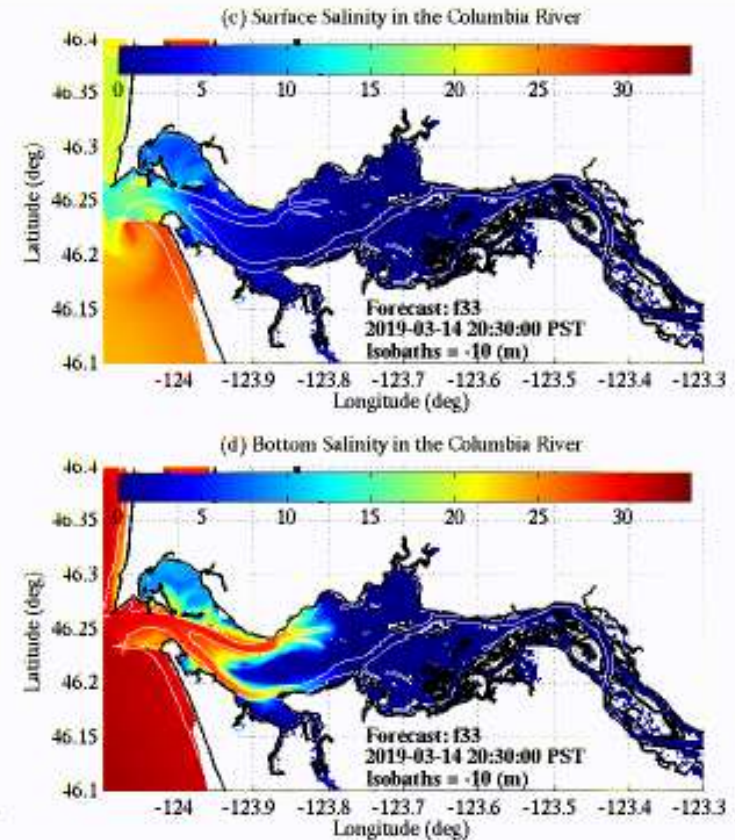 (c) Surface Salinity in the Columbia River
46.4
0 5 10 15 20 25 30
46.35
46.3
46.25
46.2
46.15
46.1
Latitude (deg)
Forecast: f33
2019-03-14 20:30:00 PST
Isobaths = -10 (m)
-124 -123.9 -123.8 -123.7 -123.6 -123.5 -123.4 -123.3
Longitude (deg)
(d) Bottom Salinity in the Columbia River
46.4
0 5 10 15 20 25 30
46.35
46.3
46.25
46.2
46.15
46.1
Latitude (deg)
Forecast: f33
2019-03-14 20:30:00 PST
Isobaths = -10 (m)
-124 -123.9 -123.8 -123.7 -123.6 -123.5 -123.4 -123.3
Longitude (deg)